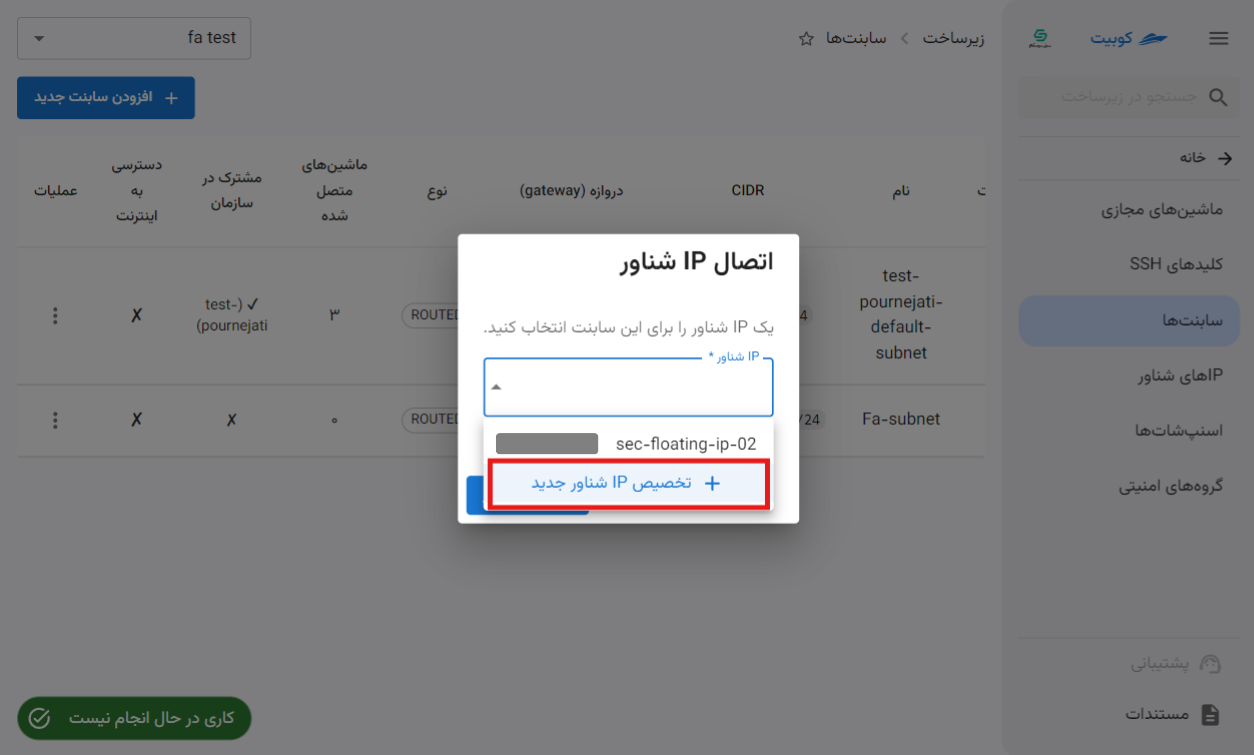 کوبیت
زیرساخت
سابنت‌ها
fa test
جستجو در زیرساخت
افزودن سابنت جدید
خانه
ماشین‌های مجازی
کلیدهای SSH
سابنت‌ها
IPهای شناور
اسنپ‌شات‌ها
گروه‌های امنیتی
پشتیبانی
مستندات
نام
CIDR
دروازه (gateway)
نوع
ماشین‌های
متصل
شده
مشترک در
سازمان
دسترسی
به
اینترنت
عملیات
test-
pournejati-
default-
subnet
4
ROUTED
۳
✓ (test-
pournejati)
✗
Fa-subnet
/24
ROUTED
۰
✗
✗
اتصال IP شناور
یک IP شناور را برای این سابنت انتخاب کنید.
IP شناور *
sec-floating-ip-02
+ تخصیص IP شناور جدید
کاری در حال انجام نیست